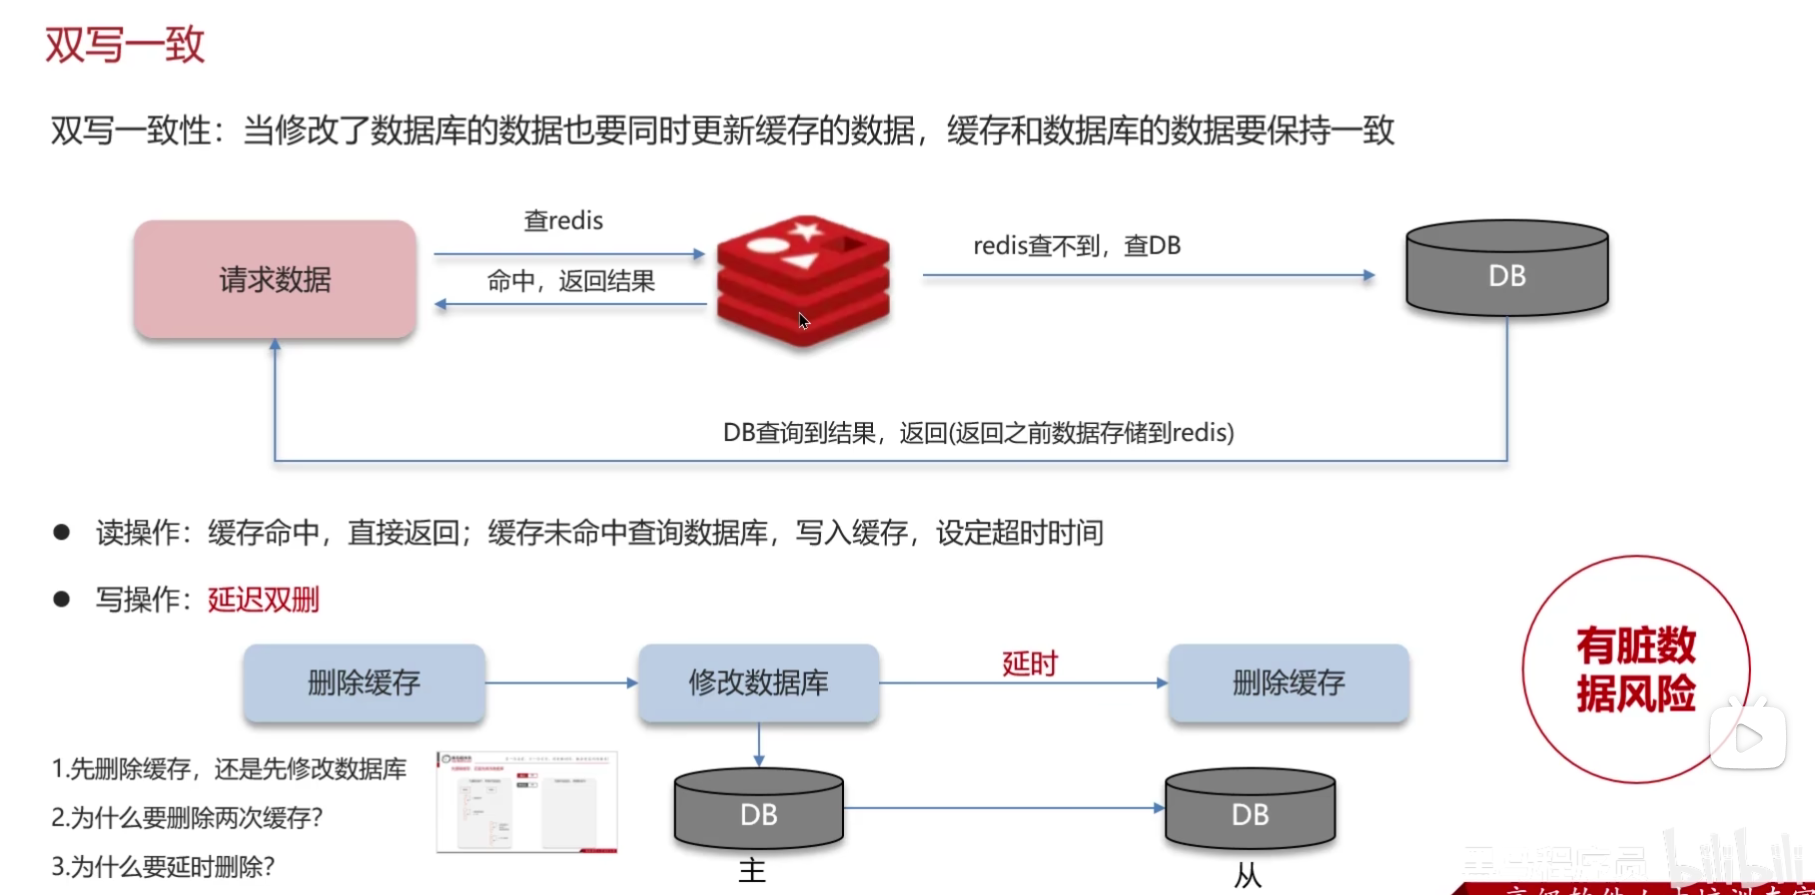 双写一致
双写一致性：当修改了数据库的数据也要同时更新缓存的数据，缓存和数据库的数据要保持一致
请求数据
查redis
命中，返回结果
redis查不到，查DB
DB
DB查询到结果，返回(返回之前数据存储到redis)
● 读操作：缓存命中，直接返回；缓存未命中查询数据库，写入缓存，设定超时时间
● 写操作：延迟双删
删除缓存
修改数据库
延时
删除缓存
有脏数
据风险
1.先删除缓存，还是先修改数据库
2.为什么要删除两次缓存？
3.为什么要延时删除？
DB
主
DB
从
bilibili